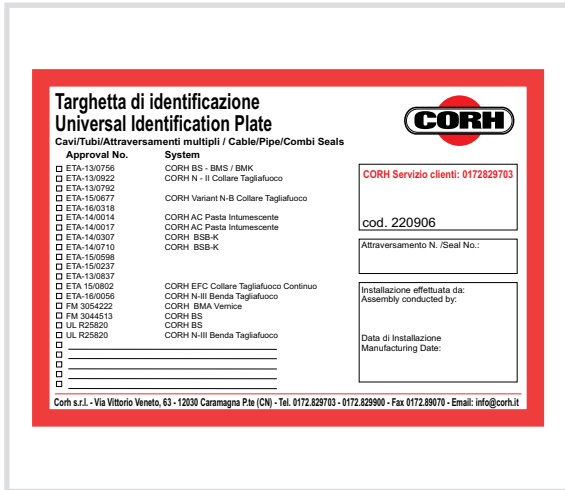 Targhetta di identificazione
Universal Identification Plate
CORH
Cavi/Tubi/Attraversamenti multipli / Cable/Pipe/Combi Seals
Approval No. System
ETA-13/0756 CORH BS - BMS / BMK
ETA-13/0922 CORH N - II Collare Tagliafuoco
ETA-13/0792
ETA-15/0677 CORH Variant N-B Collare Tagliafuoco
ETA-16/0318
ETA-14/0014 CORH AC Pasta Intumescente
ETA-14/0017 CORH AC Pasta Intumescente
ETA-14/0307 CORH BSB-K
ETA-14/0710 CORH BSB-K
ETA-15/0598
ETA-15/0237
ETA-13/0837
ETA 15/0802 CORH EFC Collare Tagliafuoco Continuo
ETA-16/0056 CORH N-III Benda Tagliafuoco
FM 3054222 CORH BMA Vernice
FM 3044513 CORH BS
UL R25820 CORH BS
UL R25820 CORH N-III Benda Tagliafuoco
CORH Servizio clienti: 0172829703
cod. 220906
Attraversamento N. /Seal No.:
Installazione effettuata da:
Assembly conducted by:
Data di Installazione
Manufacturing Date:
Corh s.r.l. - Via Vittorio Veneto, 63 - 12030 Caramagna P.te (CN) - Tel. 0172.829703 - 0172.829900 - Fax 0172.89070 - Email: info@corh.it